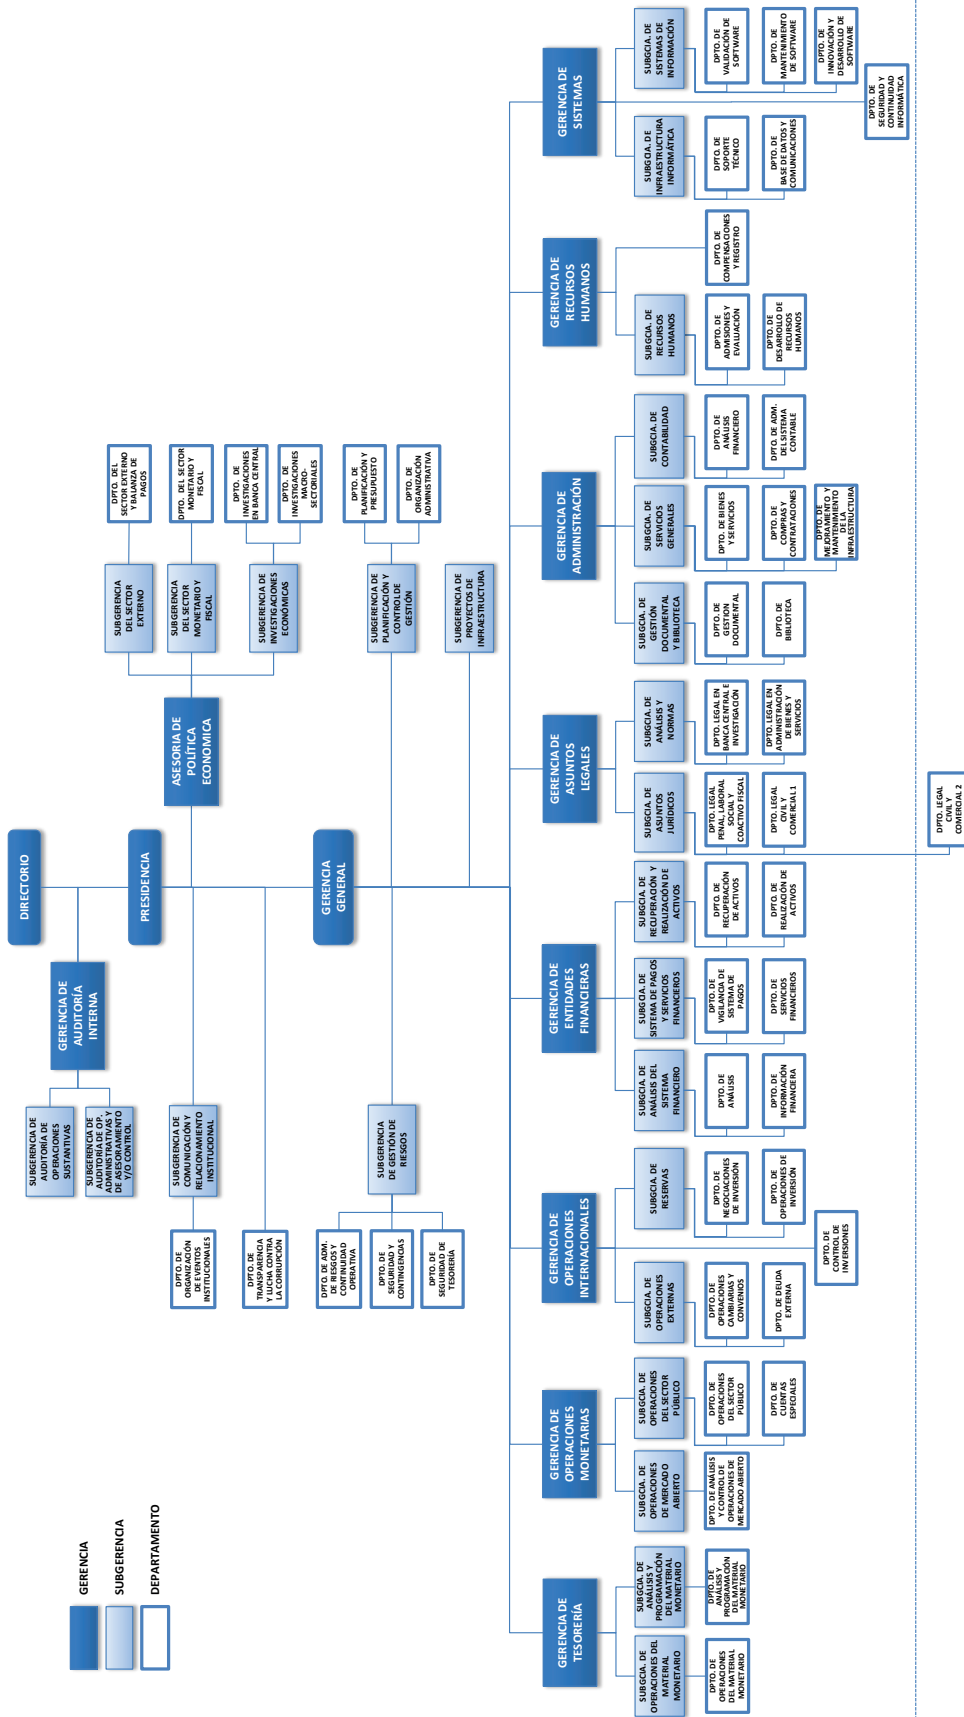 GERENCIA
SUBGERENCIA
DEPARTAMENTO
DIRECTORIO
GERENCIA DE
AUDITORÍA
INTERNA
SUBGERENCIA DE
AUDITORÍA DE
OPERACIONES
SUSTANTIVAS
SUBGERENCIA DE
AUDITORÍA DE OP.
ADMINISTRATIVAS Y
DE ASESORAMIENTO
Y/O CONTROL
PRESIDENCIA
ASESORIA DE
POLÍTICA
ECONOMICA
SUBGERENCIA
DEL SECTOR
EXTERNO
DPTO. DEL
SECTOR EXTERNO
Y BALANZA DE
PAGOS
SUBGERENCIA
DEL SECTOR
MONETARIO Y
FISCAL
DPTO. DEL SECTOR
MONETARIO Y
FISCAL
SUBGERENCIA DE
INVESTIGACIONES
ECONÓMICAS
DPTO. DE
INVESTIGACIONES
EN BANCA CENTRAL
DPTO. DE
INVESTIGACIONES
MACRO-
SECTORIALES
SUBGERENCIA DE
COMUNICACIÓN Y
RELACIONAMIENTO
INSTITUCIONAL
DPTO. DE
ORGANIZACIÓN
DE EVENTOS
INSTITUCIONALES
DPTO. DE
TRANSPARENCIA
Y LUCHA CONTRA
LA CORRUPCIÓN
GERENCIA
GENERAL
SUBGERENCIA
DE GESTIÓN DE
RIESGOS
DPTO. DE ADM.
DE RIESGOS Y
CONTINUIDAD
OPERATIVA
DPTO. DE
SEGURIDAD Y
CONTINGENCIAS
DPTO. DE
SEGURIDAD DE
TESORERÍA
SUBGERENCIA DE
PLANIFICACIÓN Y
CONTROL DE
GESTIÓN
DPTO. DE
PLANIFICACIÓN Y
PRESUPUESTO
DPTO. DE
ORGANIZACIÓN
ADMINISTRATIVA
SUBGERENCIA DE
PROYECTOS DE
INFRAESTRUCTURA
GERENCIA DE
TESORERÍA
SUBGCIA. DE
OPERACIONES DEL
MATERIAL
MONETARIO
DPTO. DE
OPERACIONES
DEL MATERIAL
MONETARIO
SUBGCIA. DE
ANÁLISIS Y
PROGRAMACIÓN
DEL MATERIAL
MONETARIO
DPTO. DE
ANÁLISIS Y
PROGRAMACIÓN
DEL MATERIAL
MONETARIO
GERENCIA DE
OPERACIONES
MONETARIAS
SUBGCIA. DE
OPERACIONES
DE MERCADO
ABIERTO
DPTO. DE ANÁLISIS
Y CONTROL DE
OPERACIONES DE
MERCADO ABIERTO
SUBGCIA. DE
OPERACIONES
DEL SECTOR
PÚBLICO
DPTO. DE
OPERACIONES
DEL SECTOR
PÚBLICO
DPTO. DE
CUENTAS
ESPECIALES
GERENCIA DE
OPERACIONES
INTERNACIONALES
SUBGCIA. DE
OPERACIONES
EXTERNAS
DPTO. DE
OPERACIONES
CAMBIARIAS Y
CONVENIOS
DPTO. DE DEUDA
EXTERNA
SUBGCIA. DE
RESERVAS
DPTO. DE
NEGOCIACIONES
DE INVERSIÓN
DPTO. DE
OPERACIONES DE
INVERSIÓN
DPTO. DE
CONTROL DE
INVERSIONES
GERENCIA DE
ENTIDADES
FINANCIERAS
SUBGCIA. DE
ANÁLISIS DEL
SISTEMA
FINANCIERO
DPTO. DE
ANÁLISIS
DPTO. DE
INFORMACIÓN
FINANCIERA
SUBGCIA. DE
SISTEMA DE PAGOS
Y SERVICIOS
FINANCIEROS
DPTO. DE
VIGILANCIA DE
SISTEMA DE
PAGOS
DPTO. DE
SERVICIOS
FINANCIEROS
SUBGCIA. DE
RECUPERACIÓN Y
REALIZACIÓN DE
ACTIVOS
DPTO. DE
RECUPERACIÓN
DE ACTIVOS
DPTO. DE
REALIZACIÓN DE
ACTIVOS
GERENCIA DE
ASUNTOS
LEGALES
SUBGCIA. DE
ASUNTOS
JURÍDICOS
DPTO. LEGAL
PENAL, LABORAL
SOCIAL Y
COACTIVO FISCAL
DPTO. LEGAL
CIVIL Y
COMERCIAL 1
DPTO. LEGAL
CIVIL Y
COMERCIAL 2
SUBGCIA. DE
ANÁLISIS Y
NORMAS
DPTO. LEGAL EN
BANCA CENTRAL E
INVESTIGACIÓN
DPTO. LEGAL EN
ADMINISTRACIÓN
DE BIENES Y
SERVICIOS
GERENCIA DE
ADMINISTRACIÓN
SUBGCIA. DE
GESTIÓN
DOCUMENTAL
Y BIBLIOTECA
DPTO. DE
GESTION
DOCUMENTAL
DPTO. DE
BIBLIOTECA
SUBGCIA. DE
SERVICIOS
GENERALES
DPTO. DE BIENES
Y SERVICIOS
DPTO. DE
COMPRAS Y
CONTRATACIONES
DPTO. DE
MEJORAMIENTO Y
MANTENIMIENTO
DE LA
INFRAESTRUCTURA
SUBGCIA. DE
CONTABILIDAD
DPTO. DE
ANÁLISIS
FINANCIERO
DPTO. DE ADM.
DEL SISTEMA
CONTABLE
GERENCIA DE
RECURSOS
HUMANOS
SUBGCIA. DE
RECURSOS
HUMANOS
DPTO. DE
ADMISIONES Y
EVALUACIÓN
DPTO. DE
DESARROLLO DE
RECURSOS
HUMANOS
DPTO. DE
COMPENSACIONES
Y REGISTRO
GERENCIA DE
SISTEMAS
SUBGCIA. DE
INFRAESTRUCTURA
INFORMÁTICA
DPTO. DE
SOPORTE
TÉCNICO
DPTO. DE
BASE DE DATOS Y
COMUNICACIONES
SUBGCIA. DE
SISTEMAS DE
INFORMACIÓN
DPTO. DE
VALIDACIÓN DE
SOFTWARE
DPTO. DE
MANTENIMIENTO
DE SOFTWARE
DPTO. DE
INNOVACIÓN Y
DESARROLLO DE
SOFTWARE
DPTO. DE
SEGURIDAD Y
CONTINUIDAD
INFORMÁTICA